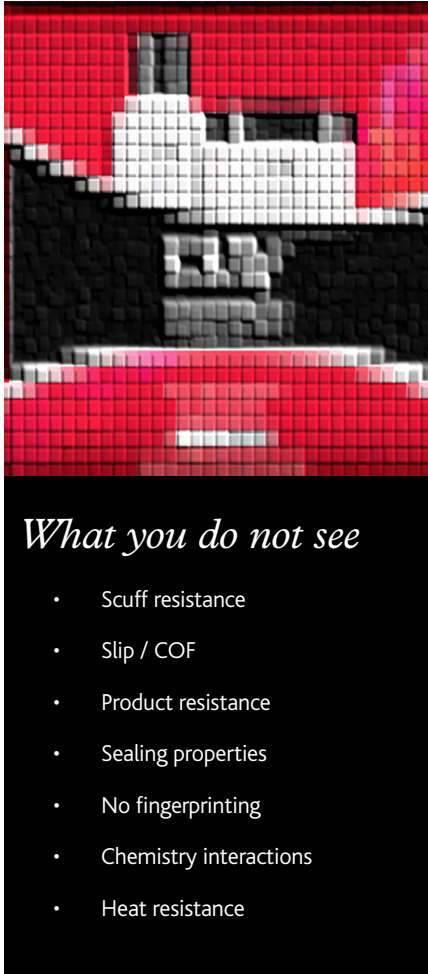 What you do not see
• Scuff resistance
• Slip / COF
• Product resistance
• Sealing properties
• No fingerprinting
• Chemistry interactions
• Heat resistance